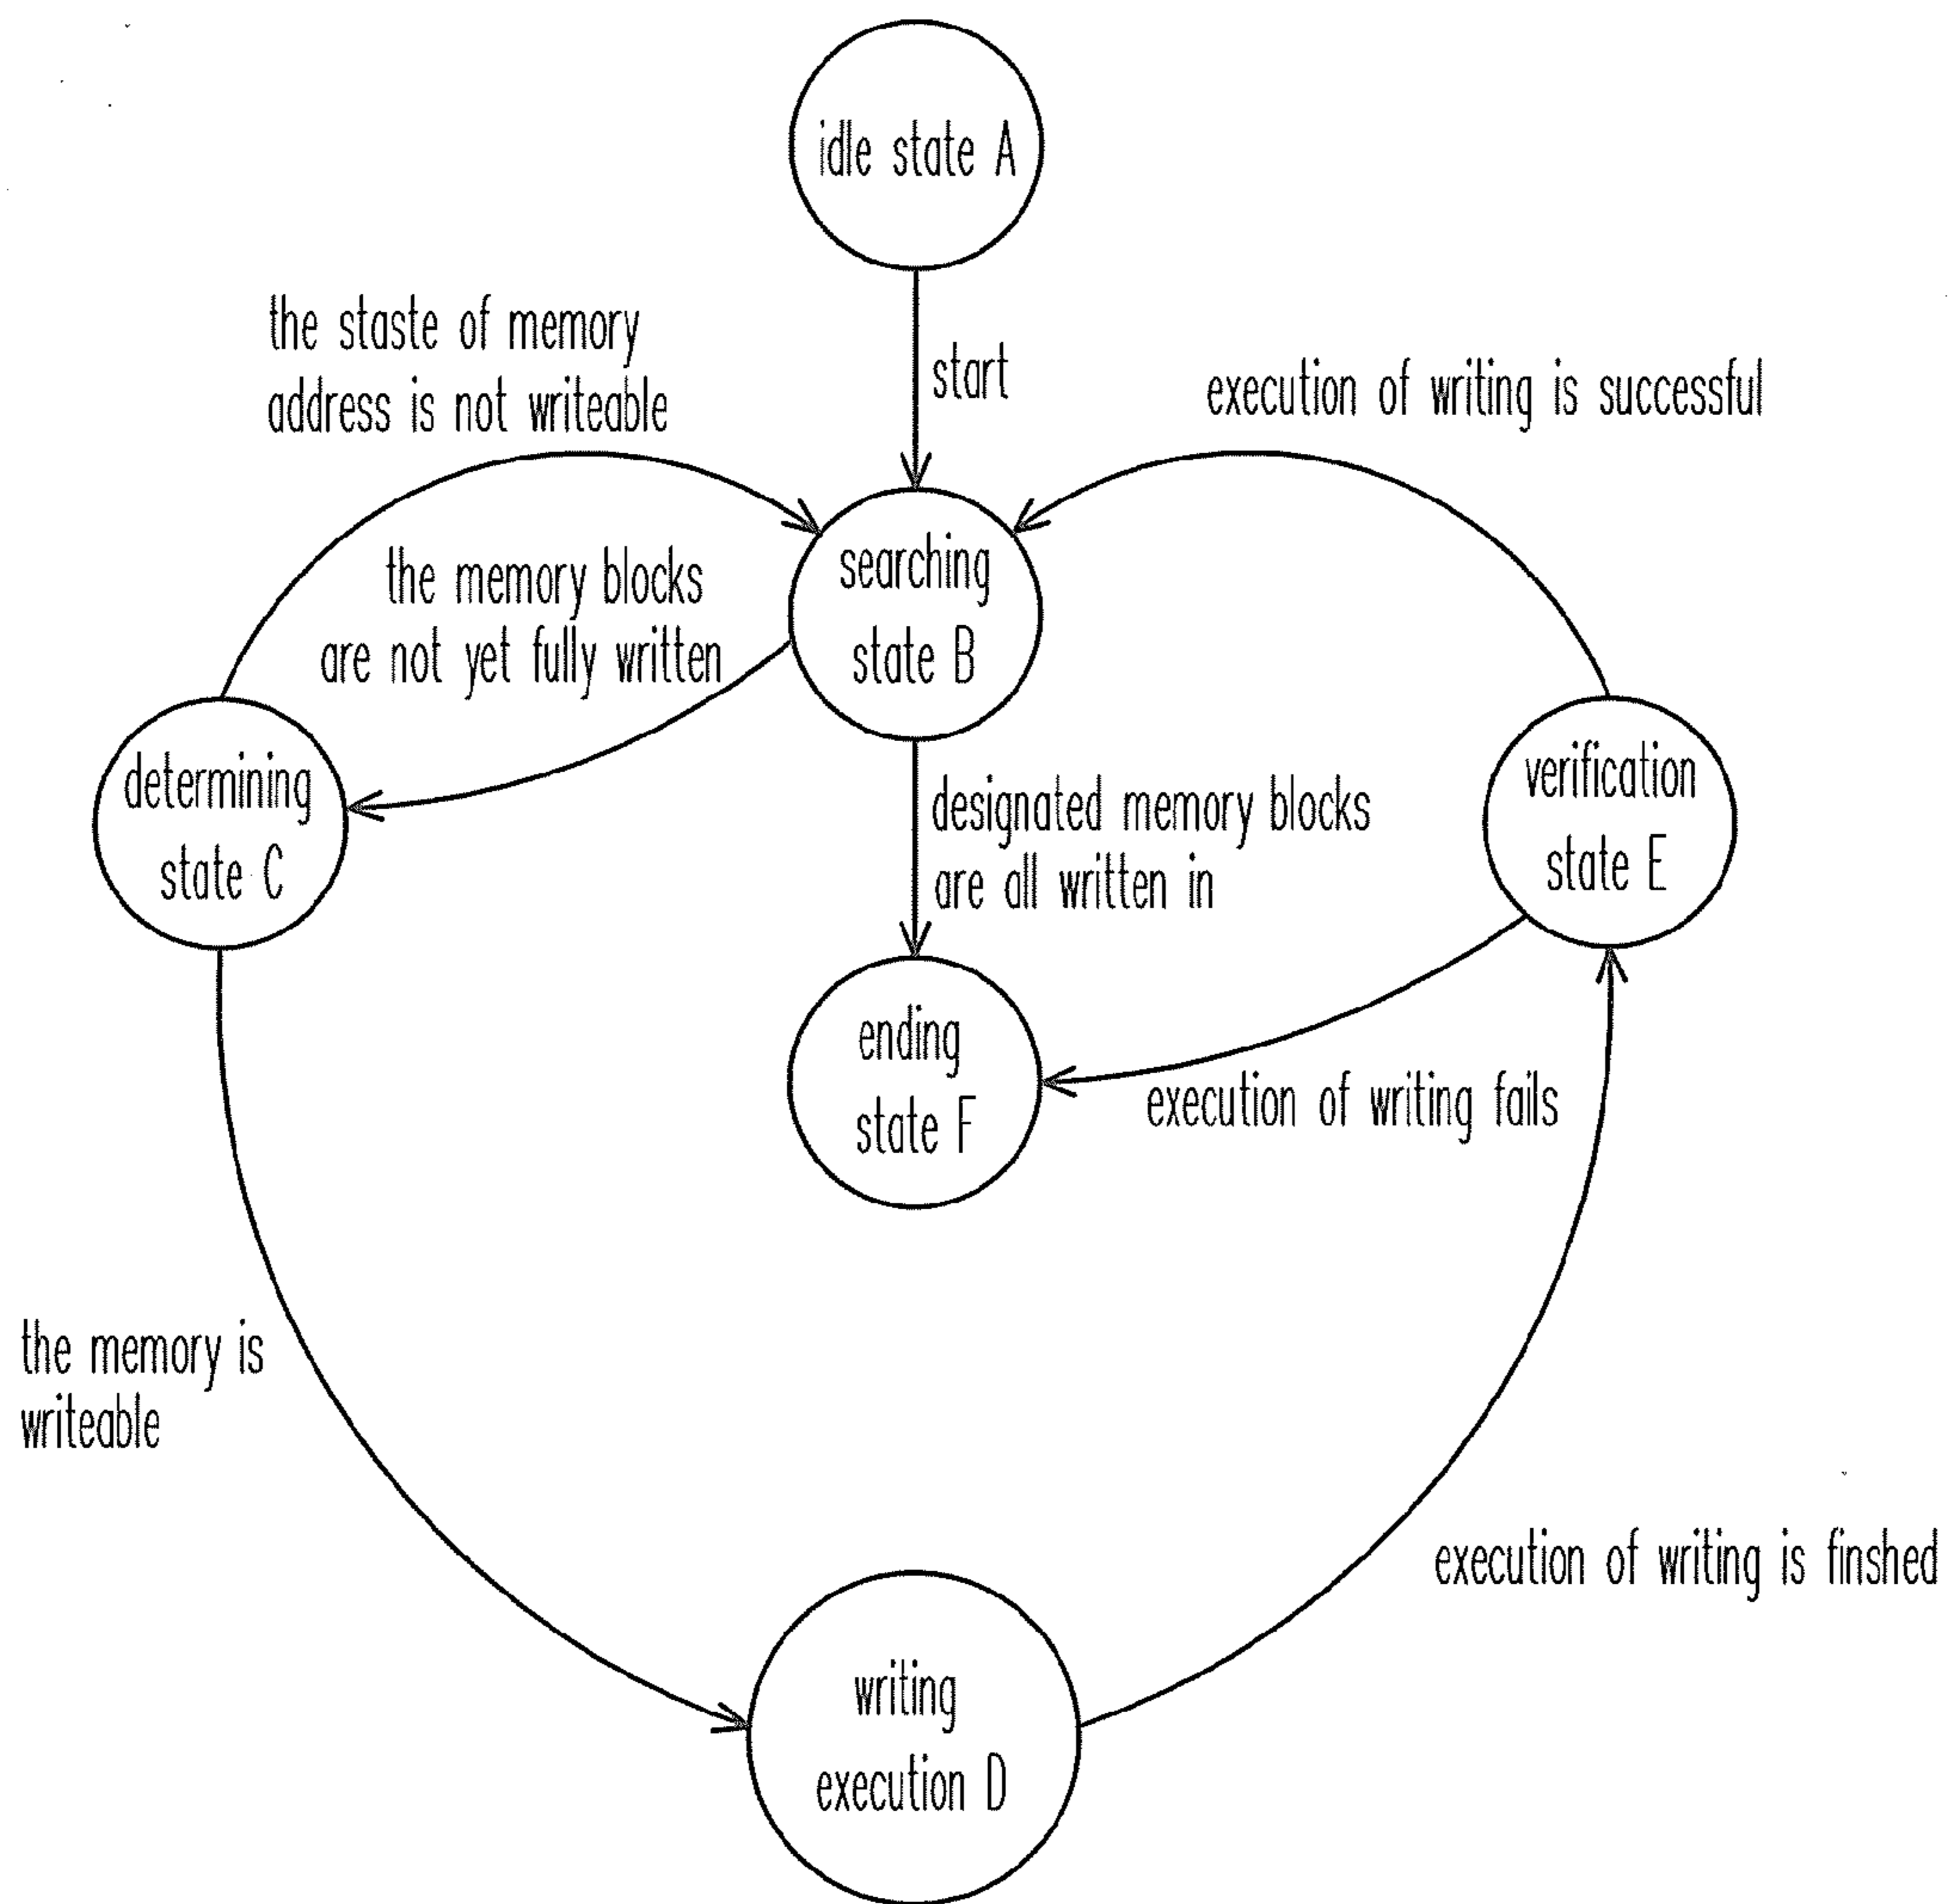 idle state A
start
the staste of memory
address is not writeable
execution of writing is successful
the memory blocks
are not yet fully written
searching
state B
determining
state C
designated memory blocks
are all written in
verification
state E
ending
state F
execution of writing fails
the memory is
writeable
execution of writing is finshed
writing
execution D